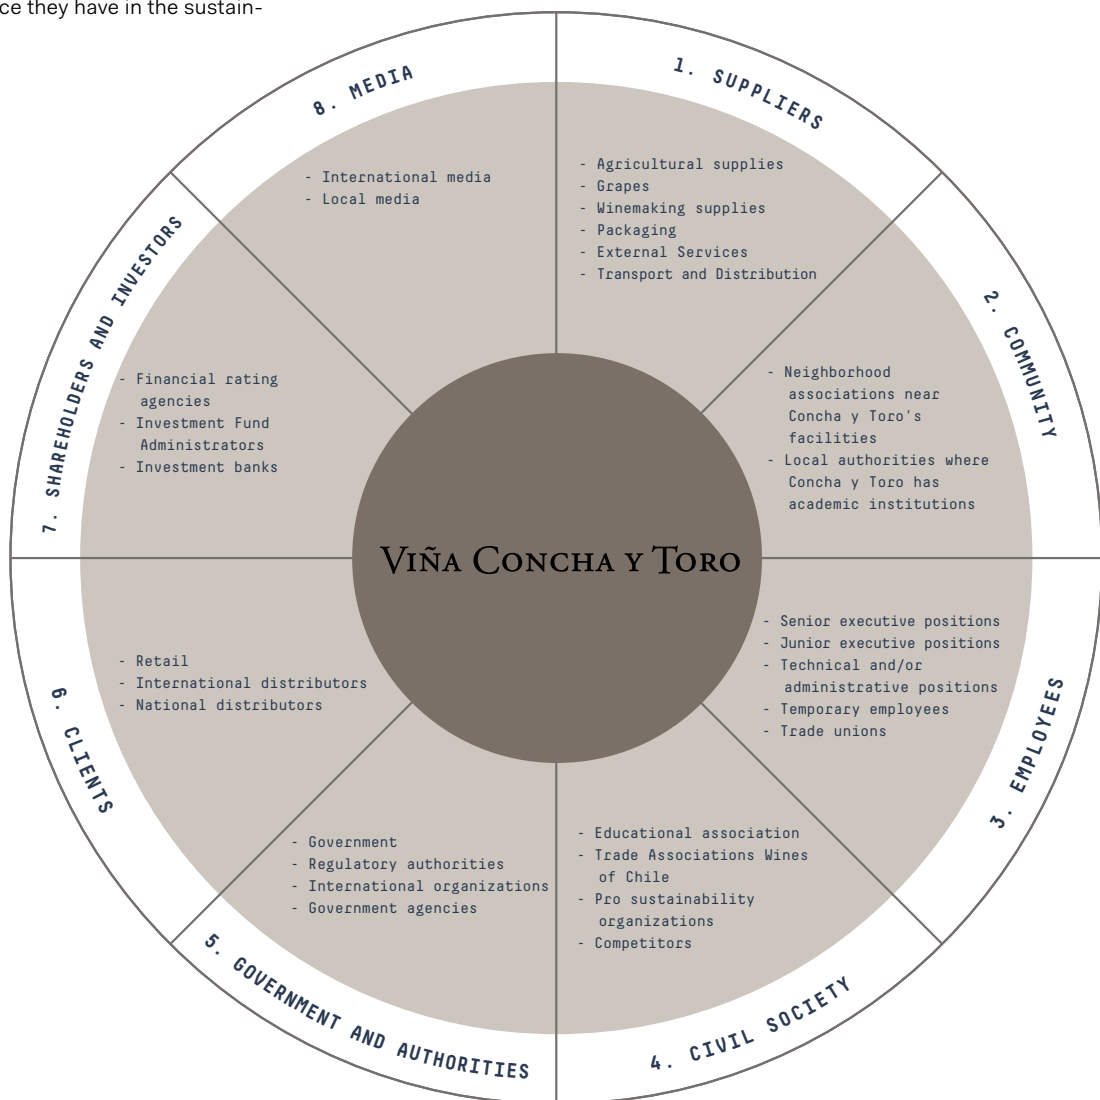 ce they have in the sustain-
1. SUPPLIERS
- Agricultural supplies
- Grapes
- Winemaking supplies
- Packaging
- External Services
- Transport and Distribution
2. COMMUNITY
- Neighborhood
associations near
Concha y Toro's
facilities
- Local authorities where
Concha y Toro has
academic institutions
3. EMPLOYEES
- Senior executive positions
- Junior executive positions
- Technical and/or
administrative positions
- Temporary employees
- Trade unions
4. CIVIL SOCIETY
- Educational association
- Trade Associations Wines
of Chile
- Pro sustainability
organizations
- Competitors
5. GOVERNMENT AND AUTHORITIES
- Government
- Regulatory authorities
- International organizations
- Government agencies
6. CLIENTS
- Retail
- International distributors
- National distributors
7. SHAREHOLDERS AND INVESTORS
- Financial rating
agencies
- Investment Fund
Administrators
- Investment banks
8. MEDIA
- International media
- Local media
VIÑA CONCHA Y TORO